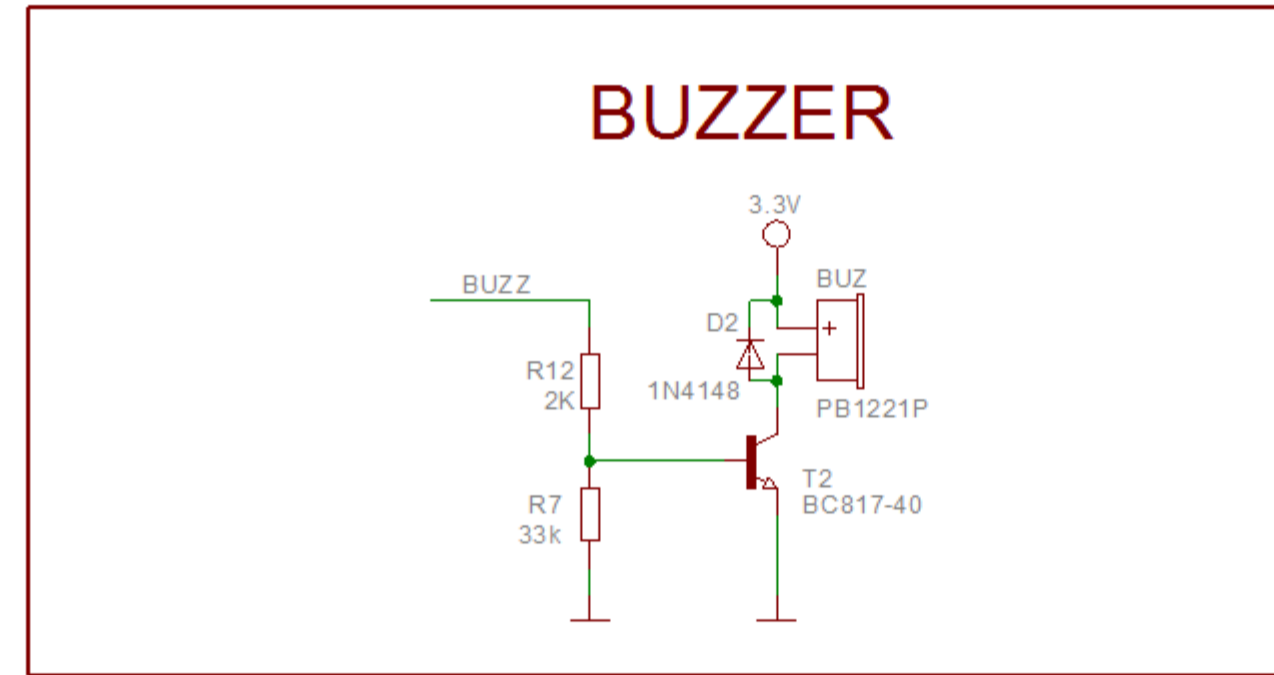 BUZZER
3.3V
BUZZ
BUZ
D2
+
R12
2K
1N4148
PB1221P
T2
BC817-40
R7
33k